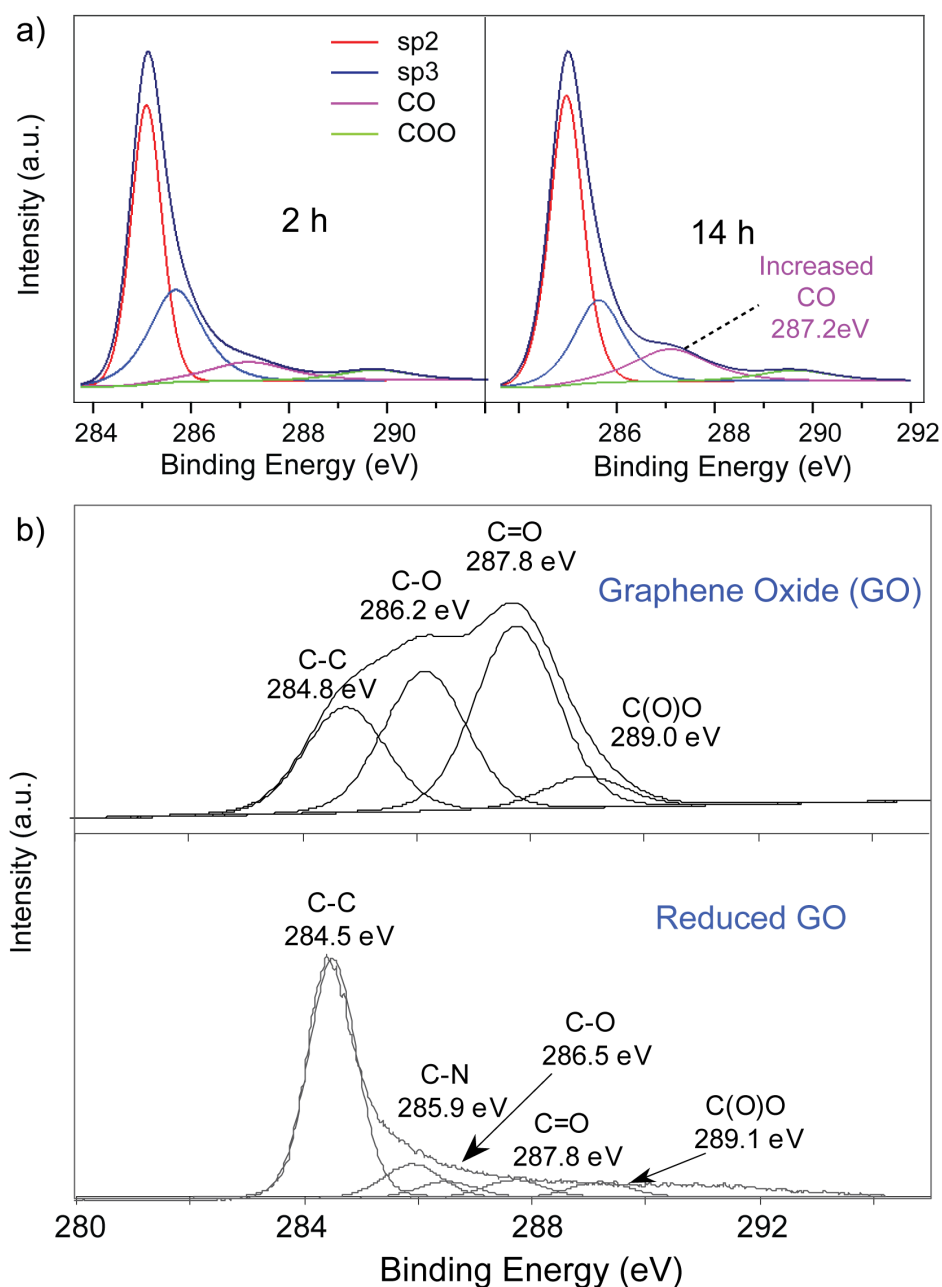 a)
Intensity (a.u.)
sp2
sp3
CO
COO
2 h
14 h
Increased
CO
287.2eV
284 286 288 290
286 288 290 292
Binding Energy (eV)
Binding Energy (eV)
b)
Intensity (a.u.)
Graphene Oxide (GO)
C=O
287.8 eV
C-O
286.2 eV
C-C
284.8 eV
C(O)O
289.0 eV
Reduced GO
C-C
284.5 eV
C-O
286.5 eV
C-N
285.9 eV
C=O
287.8 eV
C(O)O
289.1 eV
280 284 288 292
Binding Energy (eV)